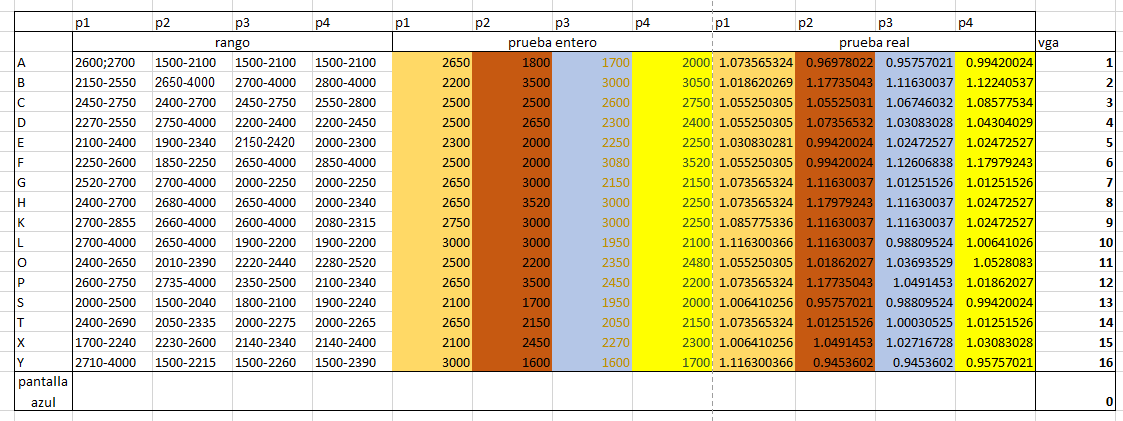 p1 p2 p3 p4 p1 p2 p3 p4 p1 p2 p3 p4
rango prueba entero prueba real vga
A 2600;2700 1500-2100 1500-2100 1500-2100 2650 1800 1700 2000 1.073565324 0.96978022 0.95757021 0.99420024 1
B 2150-2550 2650-4000 2700-4000 2800-4000 2200 3500 3000 3050 1.018620269 1.17735043 1.11630037 1.12240537 2
C 2450-2750 2400-2700 2450-2750 2550-2800 2500 2500 2600 2750 1.055250305 1.05525031 1.06746032 1.08577534 3
D 2270-2550 2750-4000 2200-2400 2200-2450 2500 2650 2300 2400 1.055250305 1.07356532 1.03083028 1.04304029 4
E 2100-2400 1900-2340 2150-2420 2000-2300 2300 2000 2250 2250 1.030830281 0.99420024 1.02472527 1.02472527 5
F 2250-2600 1850-2250 2650-4000 2850-4000 2500 2000 3080 3520 1.055250305 0.99420024 1.12606838 1.17979243 6
G 2520-2700 2700-4000 2000-2250 2000-2250 2650 3000 2150 2150 1.073565324 1.11630037 1.01251526 1.01251526 7
H 2400-2700 2680-4000 2650-4000 2000-2340 2650 3520 3000 2250 1.073565324 1.17979243 1.11630037 1.02472527 8
K 2700-2855 2660-4000 2600-4000 2080-2315 2750 3000 3000 2250 1.085775336 1.11630037 1.11630037 1.02472527 9
L 2700-4000 2650-4000 1900-2200 1900-2200 3000 3000 1950 2100 1.116300366 1.11630037 0.98809524 1.00641026 10
O 2400-2650 2010-2390 2220-2440 2280-2520 2500 2200 2350 2480 1.055250305 1.01862027 1.03693529 1.0528083 11
P 2600-2750 2735-4000 2350-2500 2100-2340 2650 3500 2450 2200 1.073565324 1.17735043 1.0491453 1.01862027 12
S 2000-2500 1500-2040 1800-2100 1900-2240 2100 1700 1950 2000 1.006410256 0.95757021 0.98809524 0.99420024 13
T 2400-2690 2050-2335 2000-2275 2000-2265 2650 2150 2050 2150 1.073565324 1.01251526 1.00030525 1.01251526 14
X 1700-2240 2230-2600 2140-2340 2140-2400 2100 2450 2270 2300 1.006410256 1.0491453 1.02716728 1.03083028 15
Y 2710-4000 1500-2215 1500-2260 1500-2390 3000 1600 1600 1700 1.116300366 0.9453602 0.9453602 0.95757021 16
pantalla
azul 0